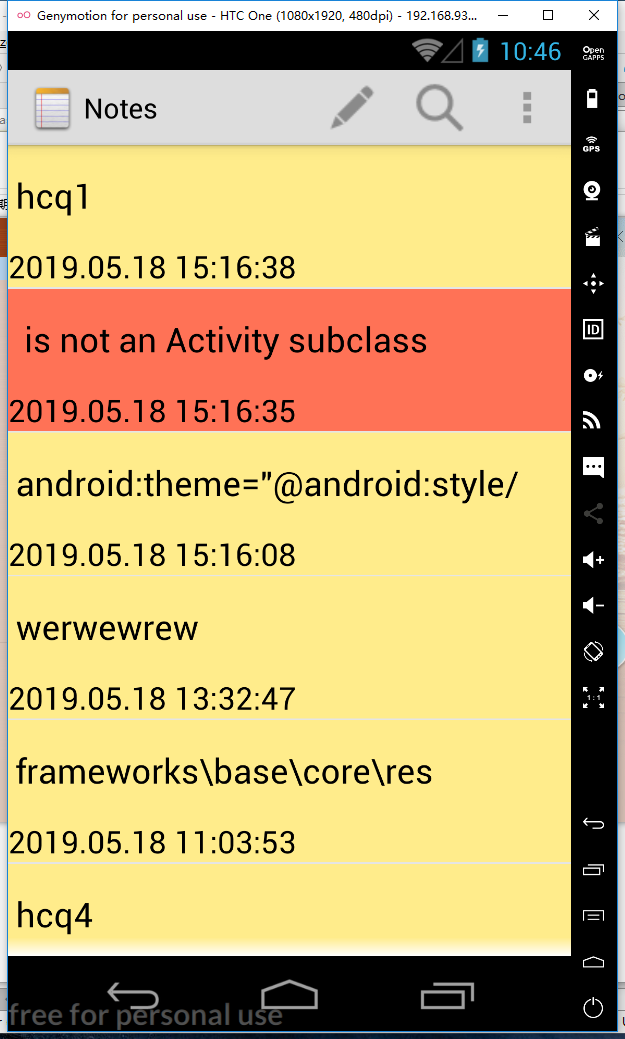 Genymotion for personal use - HTC One (1080x1920, 480dpi) - 192.168.93...
10:46
Open
GAPPS
Notes
GPS
hcq1
2019.05.18 15:16:38
is not an Activity subclass
ID
2019.05.18 15:16:35
android:theme="@android:style/
2019.05.18 15:16:08
werwewrew
2019.05.18 13:32:47
1:1
frameworks\base\core\res
2019.05.18 11:03:53
hcq4
free for personal use